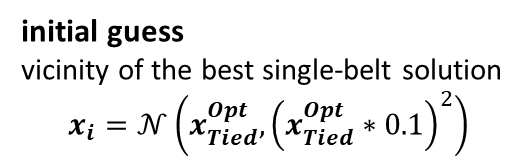 initial guess
vicinity of the best single-belt solution
x_i = 𝒩(x_Tied^Opt, (x_Tied^Opt * 0.1)^2)